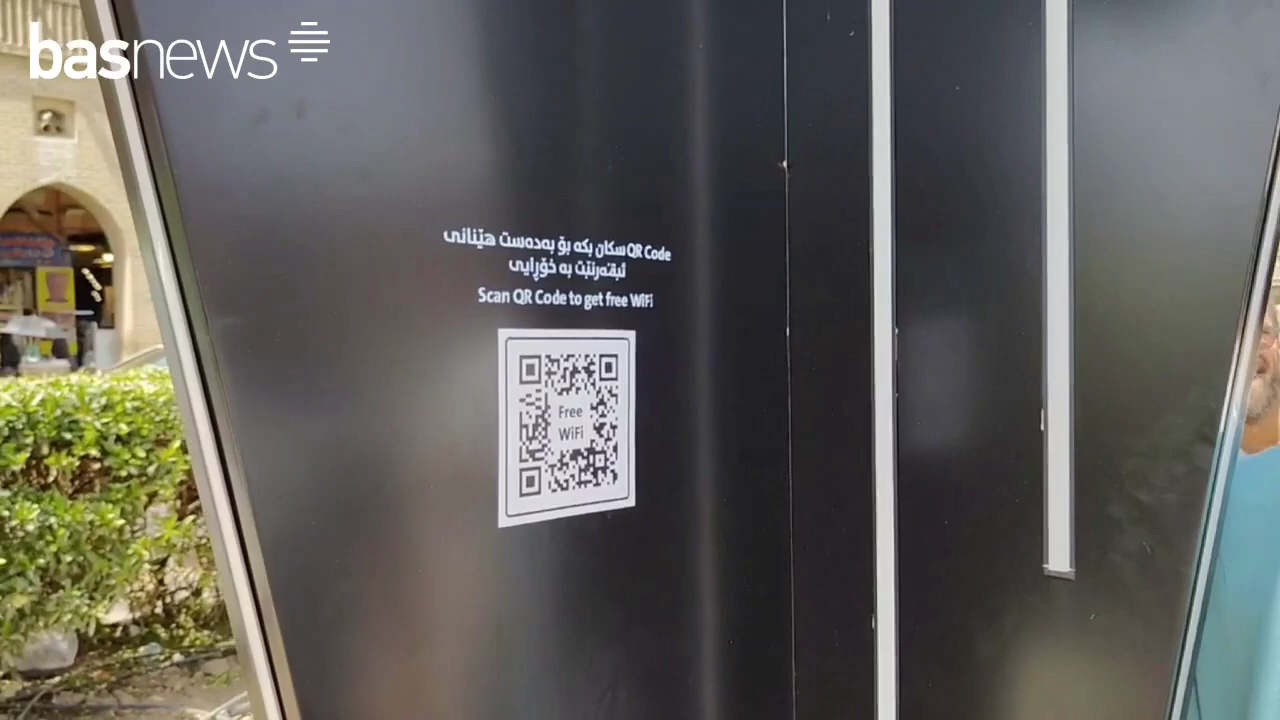 basnews
QR Code سکان بکە بۆ بەدەست هێنانی
ئینتەرنێت بە خۆڕایی
Scan QR Code to get free WiFi
Free
WiFi